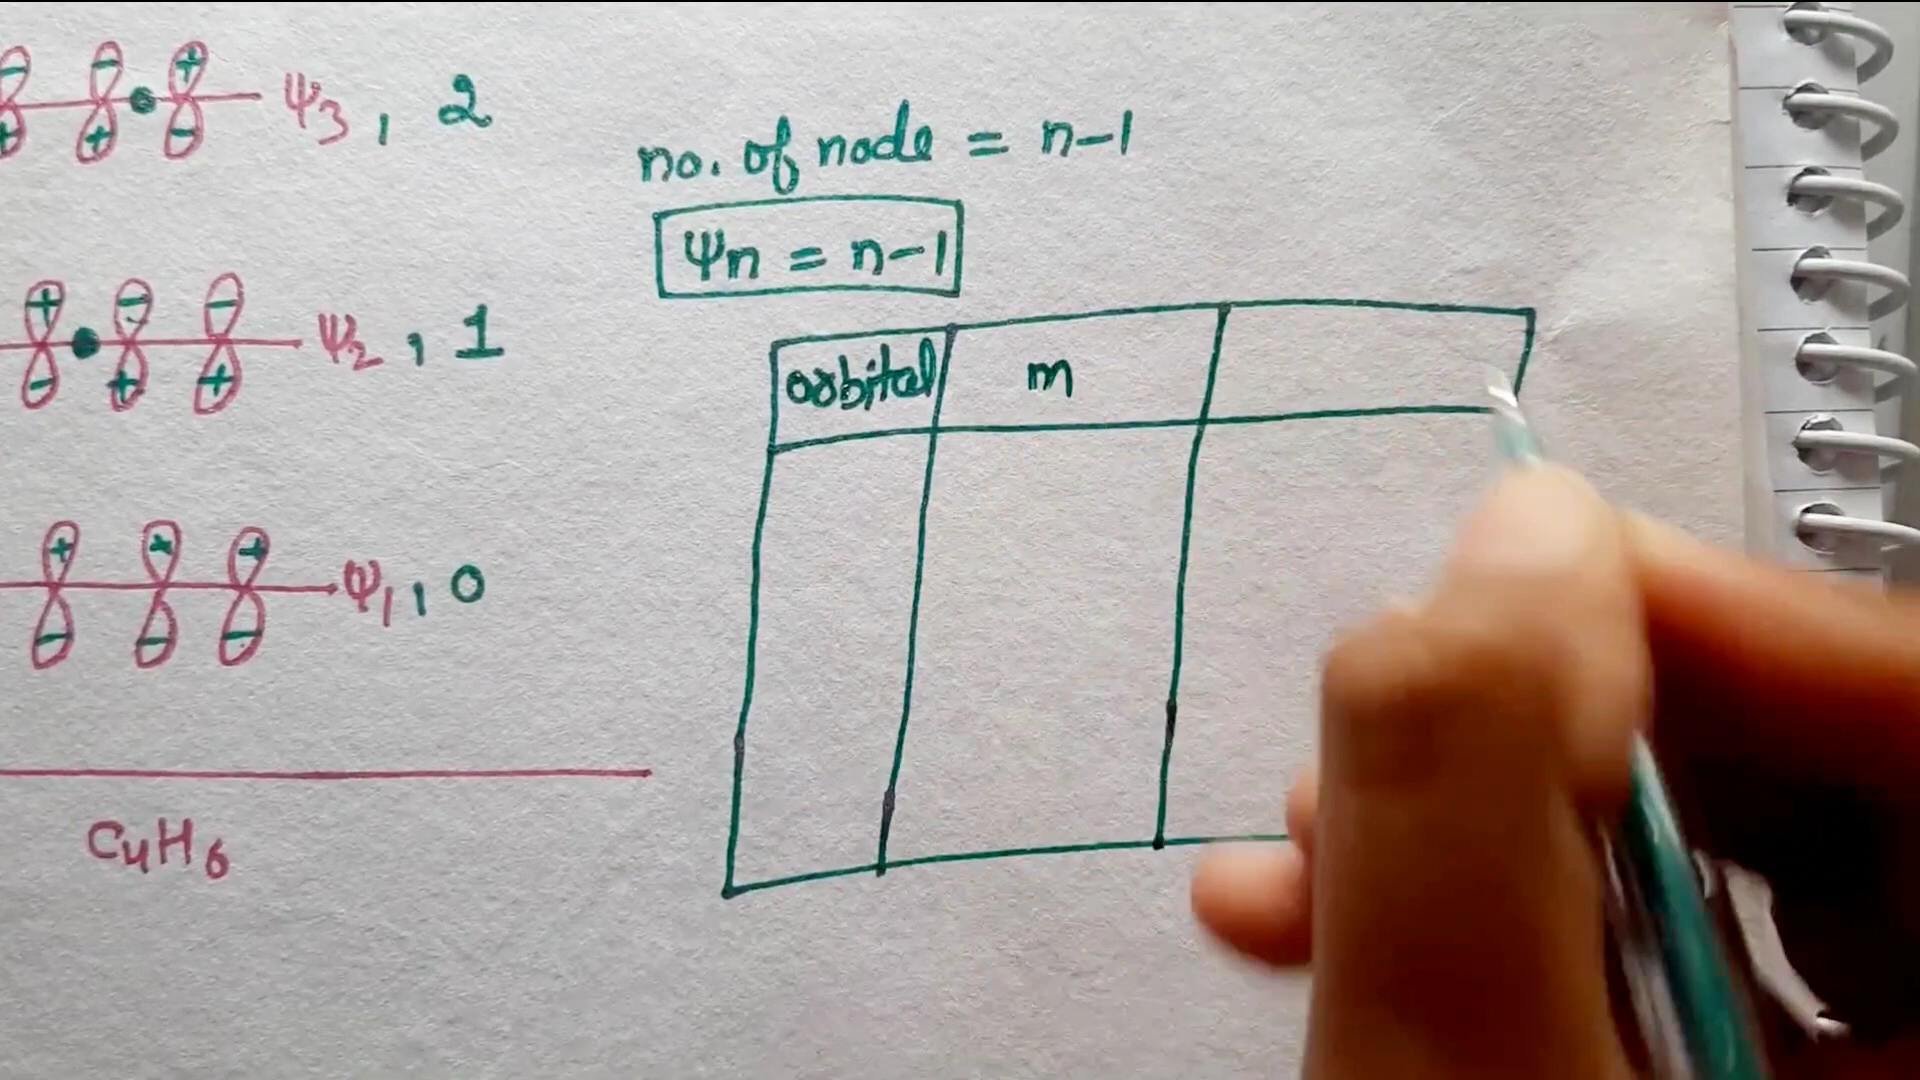 Ψ3, 2
no. of node = n-1
Ψn = n-1
Ψ2, 1
orbital m
Ψ1, 0
C4H6